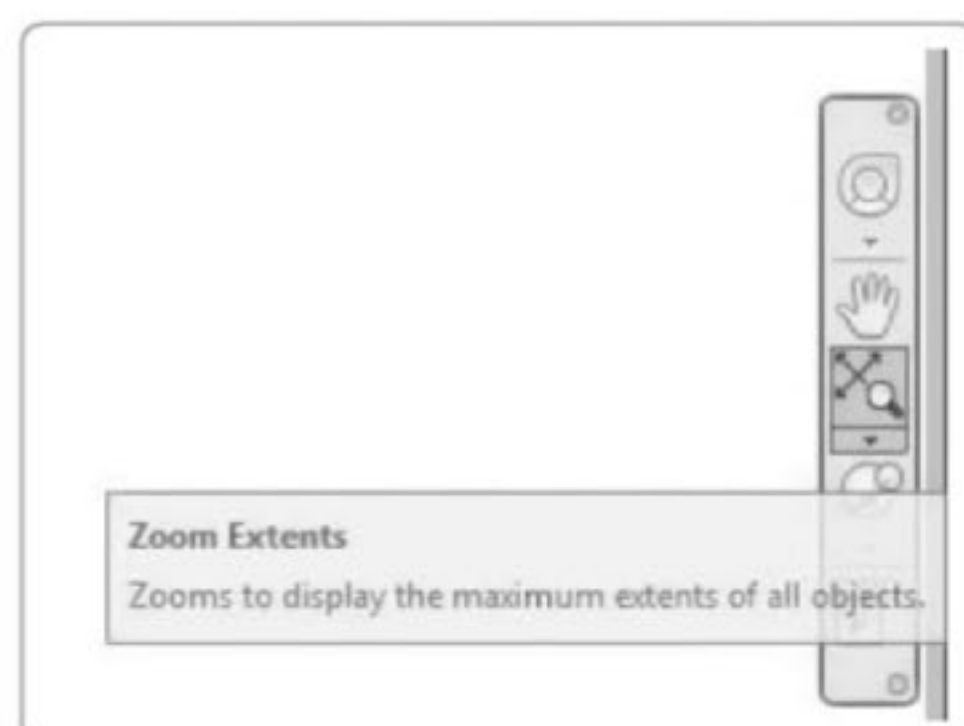 Zoom Extents
Zooms to display the maximum extents of all objects.